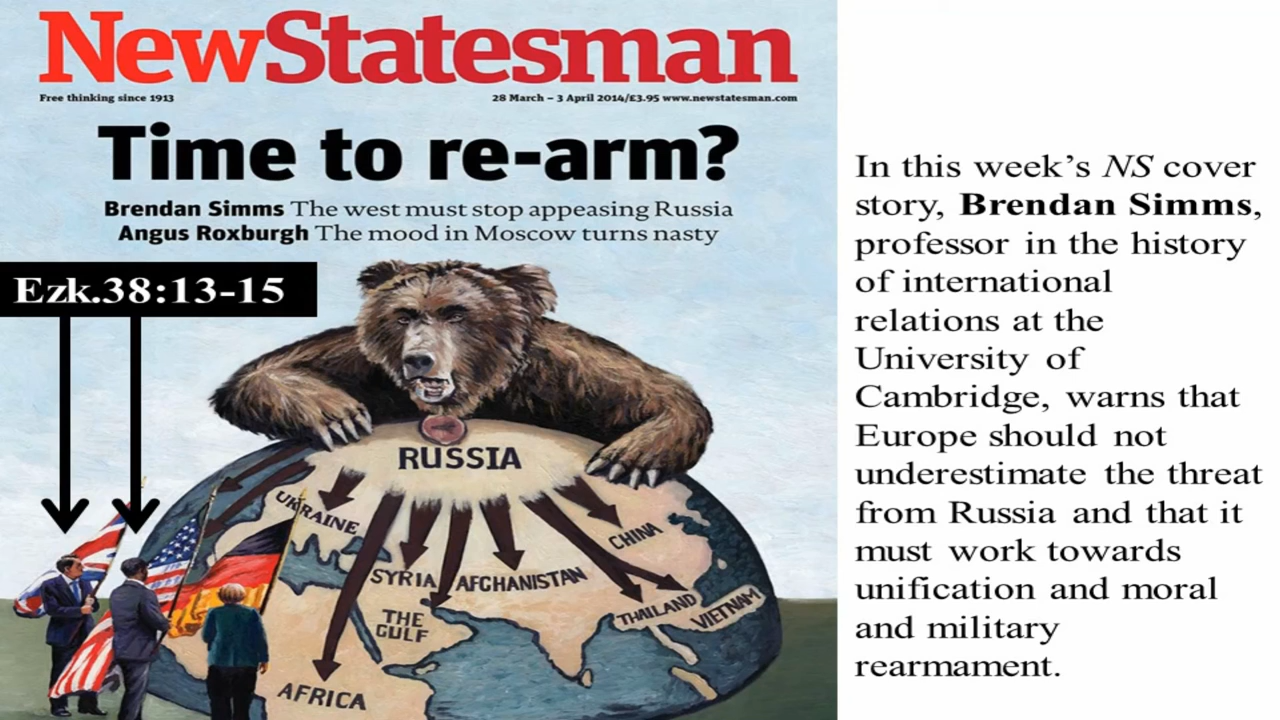 NewStatesman
Free thinking since 1913
28 March – 3 April 2014/£3.95 www.newstatesman.com
Time to re-arm?
Brendan Simms The west must stop appeasing Russia
Angus Roxburgh The mood in Moscow turns nasty
Ezk.38:13-15
RUSSIA
UKRAINE
CHINA
SYRIA
AFGHANISTAN
THAILAND
VIETNAM
THE
GULF
AFRICA
In this week’s NS cover
story, Brendan Simms,
professor in the history
of international
relations at the
University of
Cambridge, warns that
Europe should not
underestimate the threat
from Russia and that it
must work towards
unification and moral
and military
rearmament.